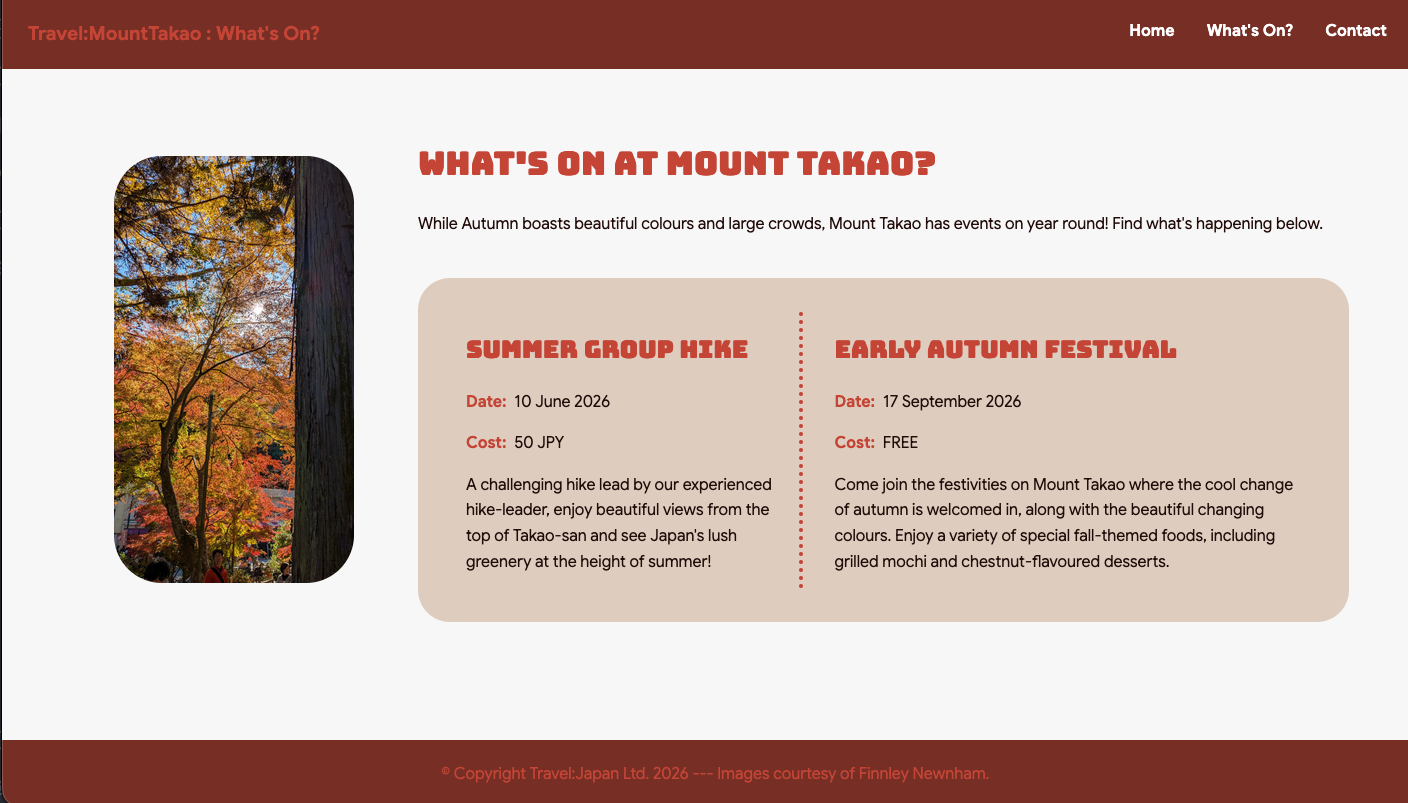 Travel:MountTakao : What's On?
Home What's On? Contact
WHAT'S ON AT MOUNT TAKAO?
While Autumn boasts beautiful colours and large crowds, Mount Takao has events on year round! Find what's happening below.
SUMMER GROUP HIKE
Date: 10 June 2026
Cost: 50 JPY
A challenging hike lead by our experienced
hike-leader, enjoy beautiful views from the
top of Takao-san and see Japan's lush
greenery at the height of summer!
EARLY AUTUMN FESTIVAL
Date: 17 September 2026
Cost: FREE
Come join the festivities on Mount Takao where the cool change
of autumn is welcomed in, along with the beautiful changing
colours. Enjoy a variety of special fall-themed foods, including
grilled mochi and chestnut-flavoured desserts.
© Copyright Travel:Japan Ltd. 2026 --- Images courtesy of Finnley Newnham.